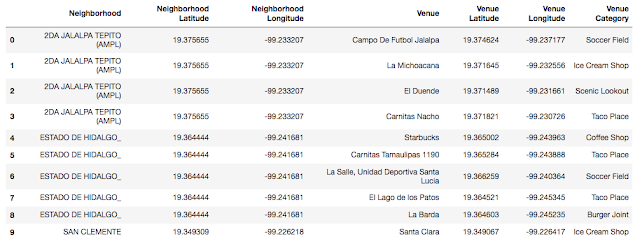 Neighborhood Neighborhood Latitude Neighborhood Longitude Venue Venue Latitude Venue Longitude Venue Category
0 2DA JALALPA TEPITO (AMPL) 19.375655 -99.233207 Campo De Futbol Jalalpa 19.374624 -99.237177 Soccer Field
1 2DA JALALPA TEPITO (AMPL) 19.375655 -99.233207 La Michoacana 19.371645 -99.232556 Ice Cream Shop
2 2DA JALALPA TEPITO (AMPL) 19.375655 -99.233207 El Duende 19.371489 -99.231661 Scenic Lookout
3 2DA JALALPA TEPITO (AMPL) 19.375655 -99.233207 Carnitas Nacho 19.371821 -99.230726 Taco Place
4 ESTADO DE HIDALGO_ 19.364444 -99.241681 Starbucks 19.365002 -99.243963 Coffee Shop
5 ESTADO DE HIDALGO_ 19.364444 -99.241681 Carnitas Tamaulipas 1190 19.365284 -99.243888 Taco Place
6 ESTADO DE HIDALGO_ 19.364444 -99.241681 La Salle, Unidad Deportiva Santa Lucia 19.366259 -99.240364 Soccer Field
7 ESTADO DE HIDALGO_ 19.364444 -99.241681 El Lago de los Patos 19.364521 -99.245345 Taco Place
8 ESTADO DE HIDALGO_ 19.364444 -99.241681 La Barda 19.364603 -99.245235 Burger Joint
9 SAN CLEMENTE 19.349309 -99.226218 Santa Clara 19.349067 -99.226417 Ice Cream Shop